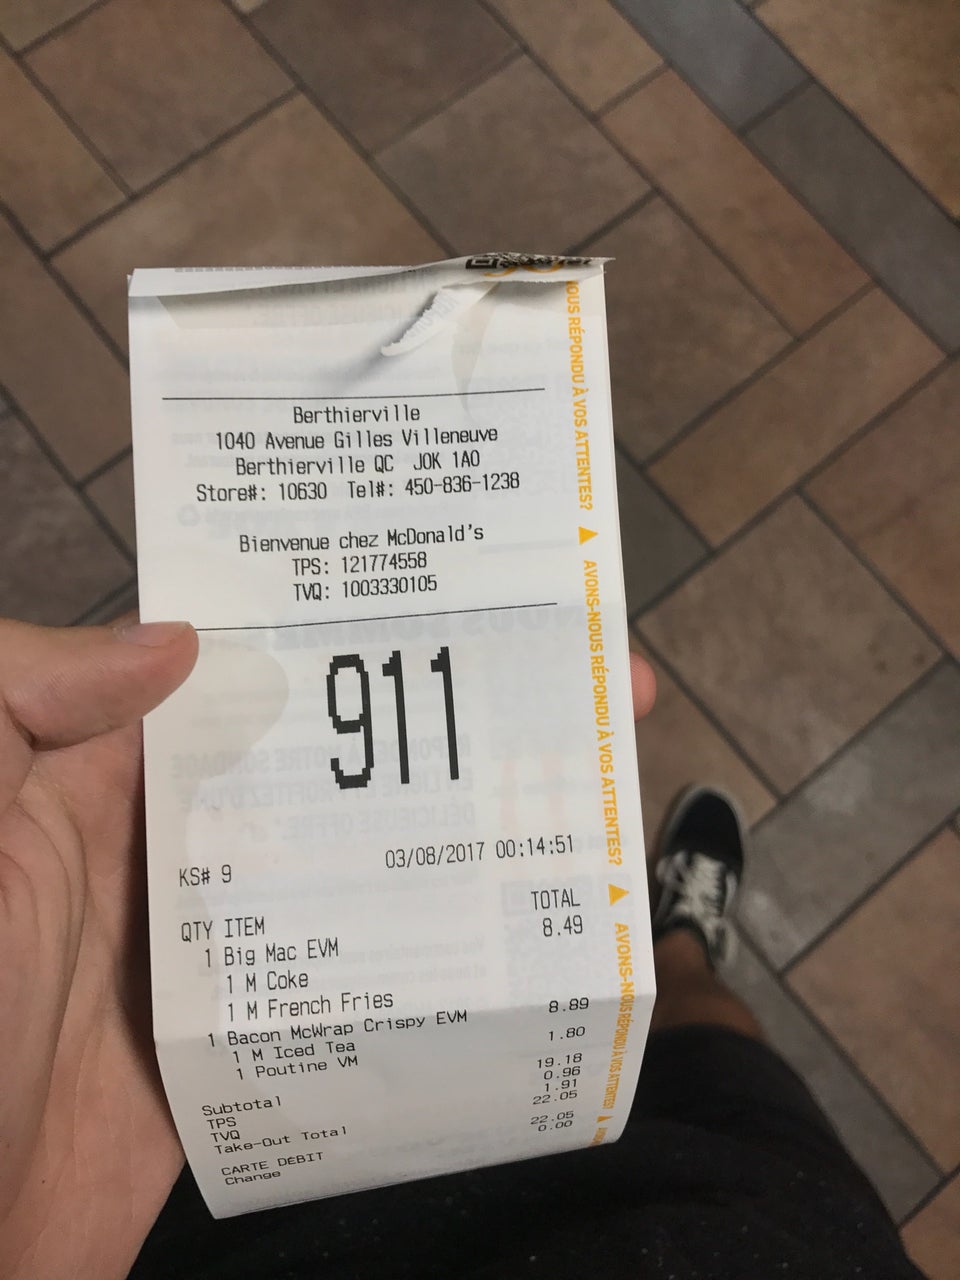 Berthierville
1040 Avenue Gilles Villeneuve
Berthierville QC J0K 1A0
Store#: 10630 Tel#: 450-836-1238
Bienvenue chez McDonald's
TPS: 121774558
TVQ: 1003330105
911
KS# 9 03/08/2017 00:14:51
QTY ITEM TOTAL
1 Big Mac EVM 8.49
1 M Coke
1 M French Fries
1 Bacon McWrap Crispy EVM 8.89
1 M Iced Tea
1 Poutine VM 1.80
Subtotal 19.18
TPS 0.96
TVQ 1.91
Take-Out Total 22.05
CARTE DEBIT 22.05
Change 0.00
NOUS RÉPONDU À VOS ATTENTES?
AVONS-NOUS RÉPONDU À VOS ATTENTES?
AVONS-NOUS RÉPONDU À VOS ATTENTES?